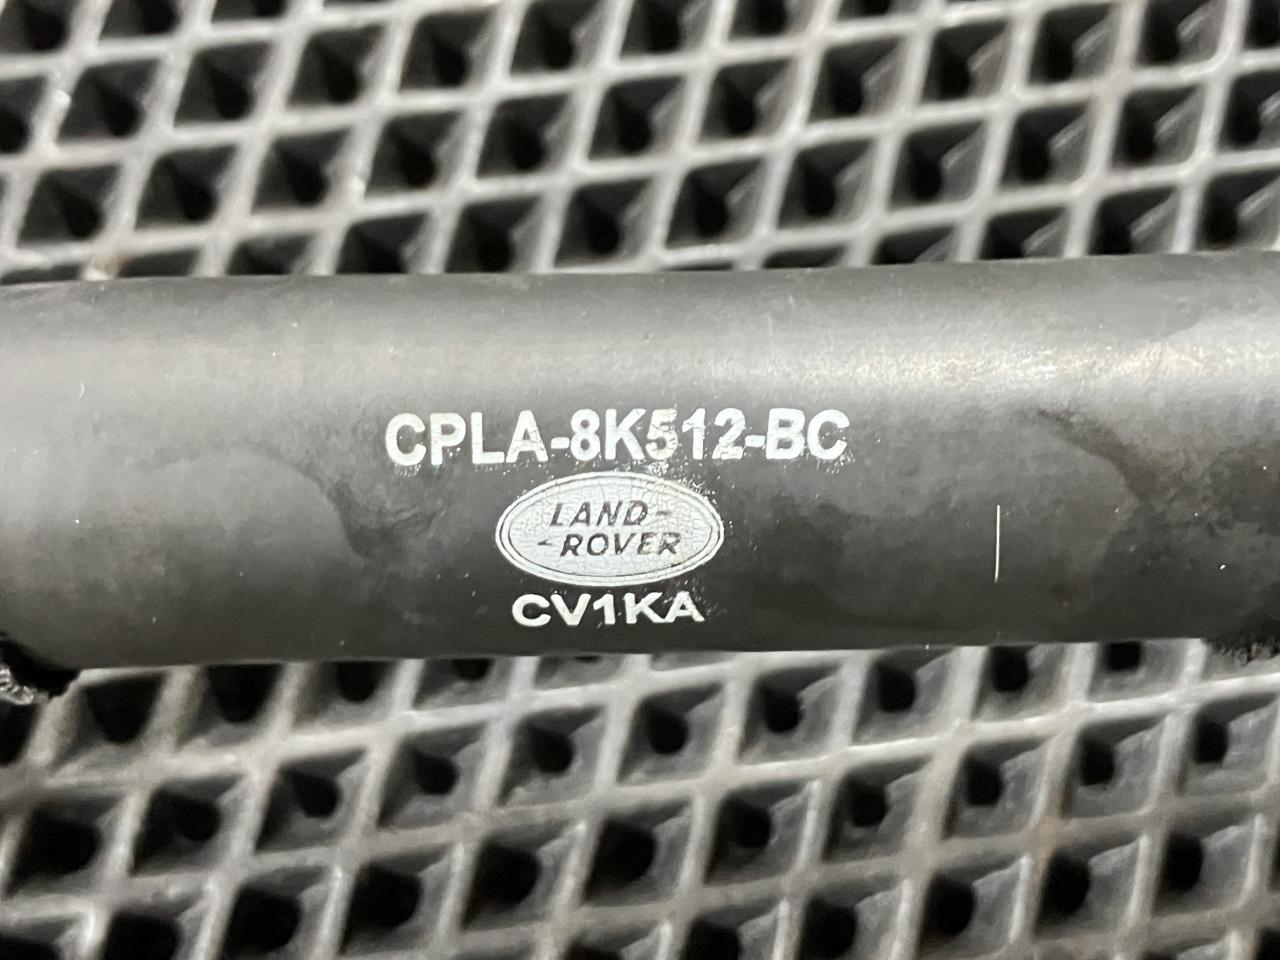 CPLA-8K512-BC
LAND-
-ROVER
CV1KA